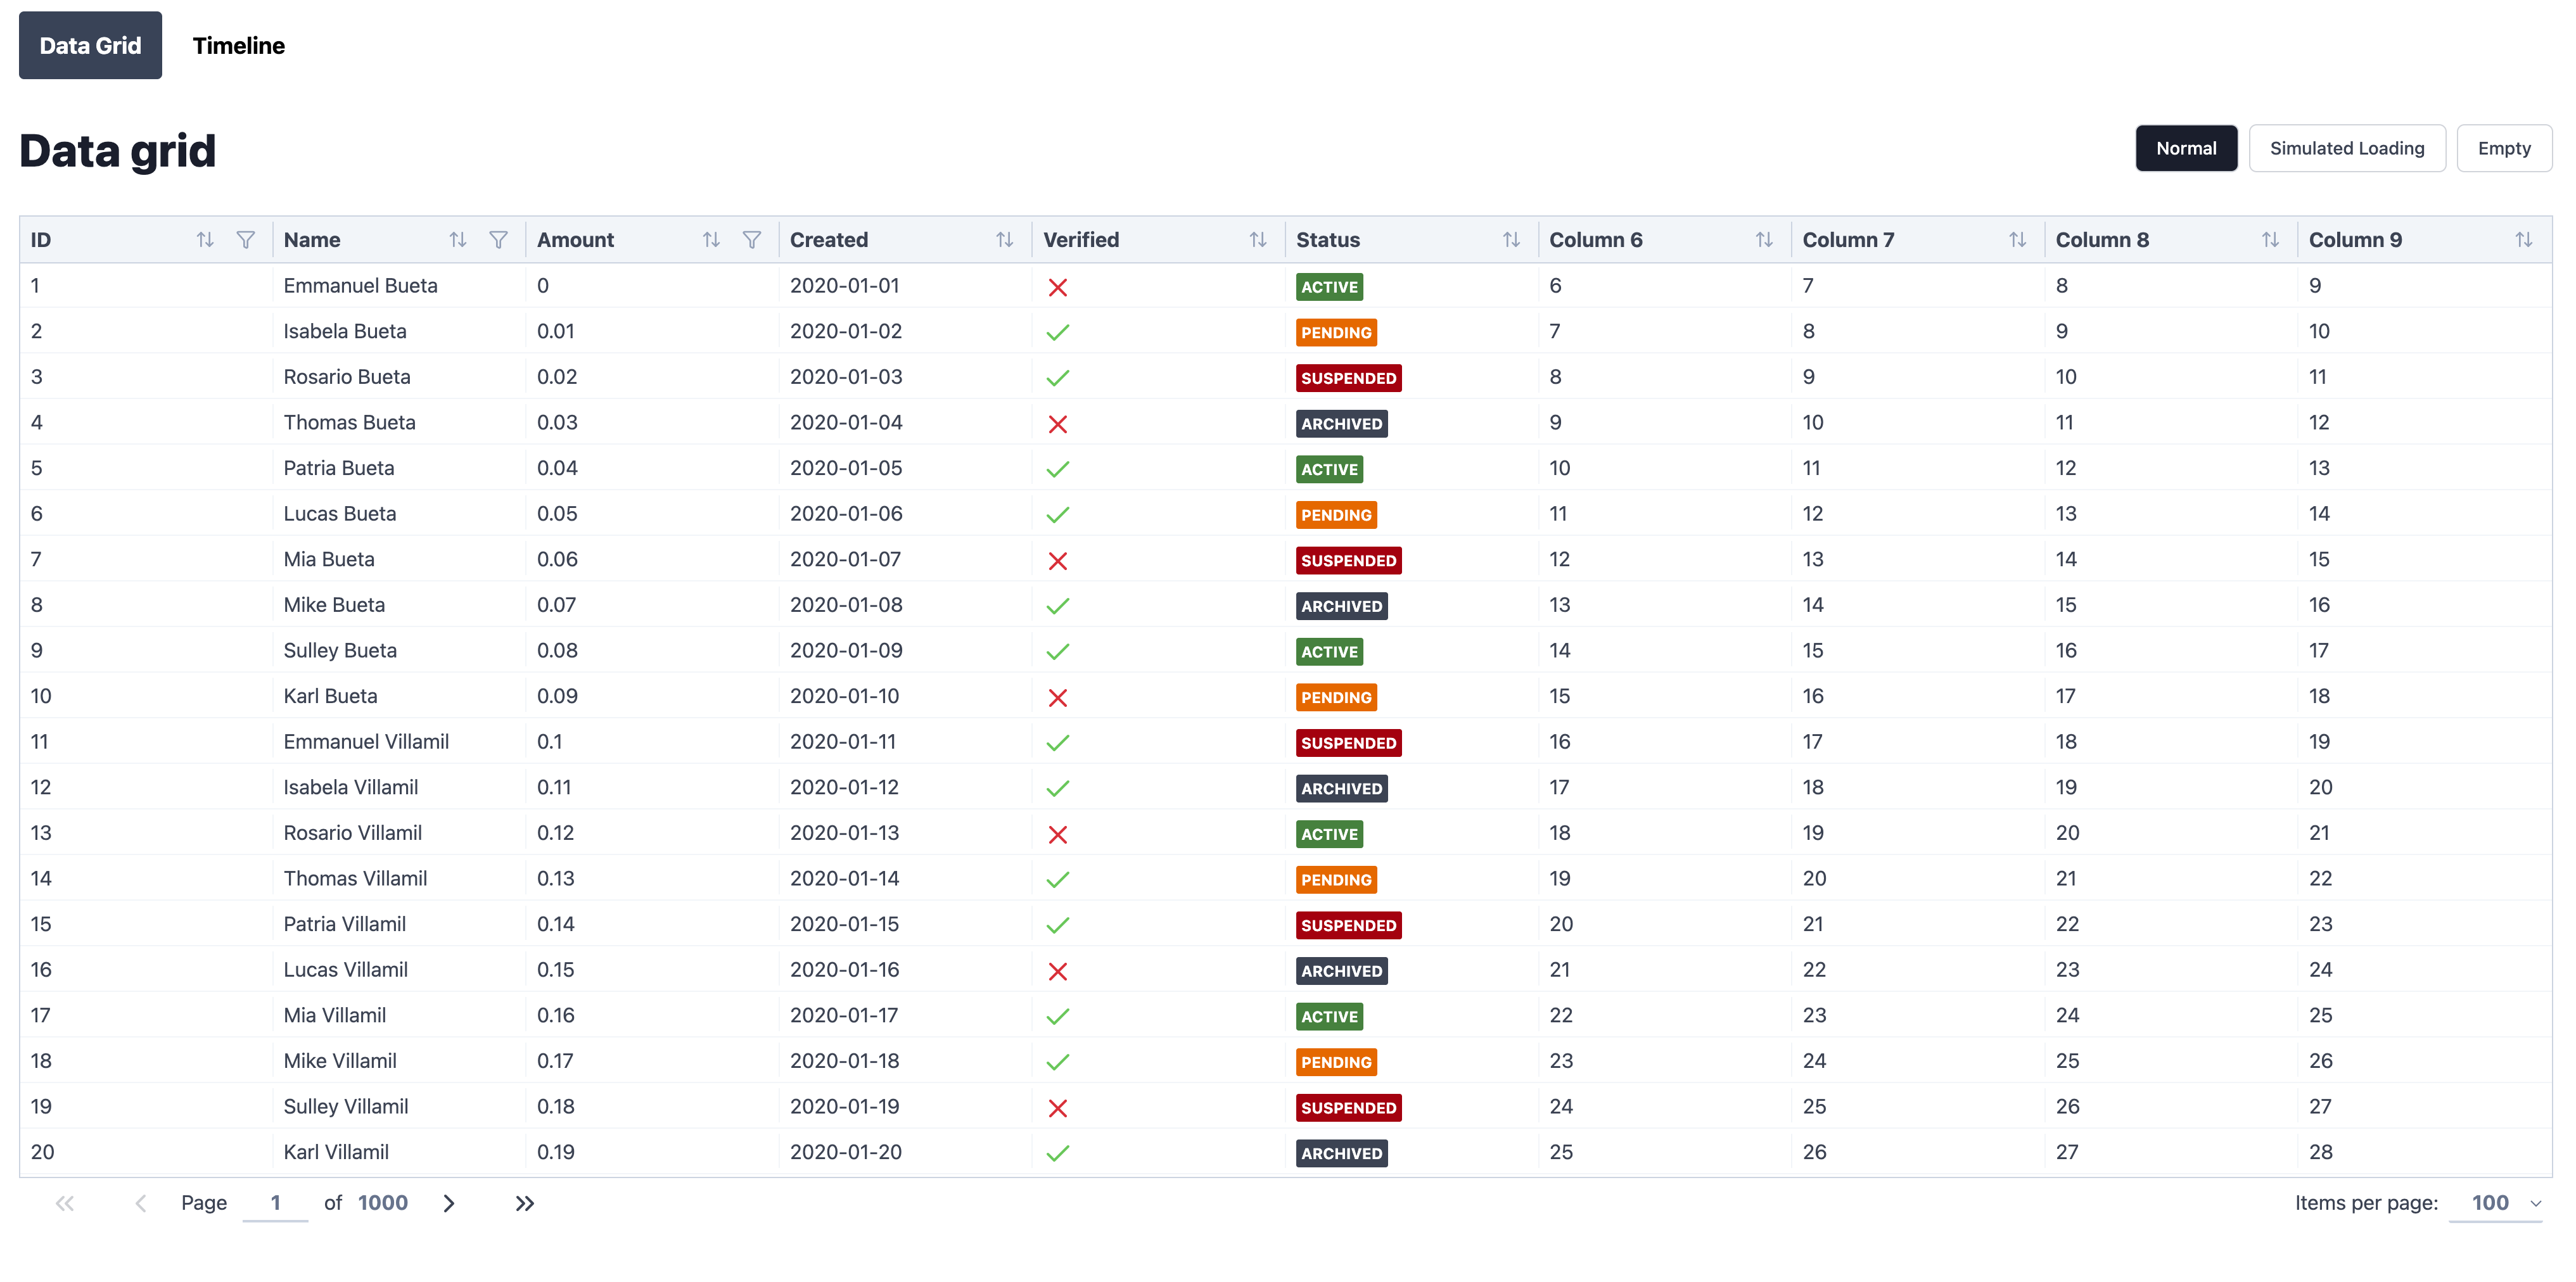 Data Grid Timeline
Data grid Normal Simulated Loading Empty
ID Name Amount Created Verified Status Column 6 Column 7 Column 8 Column 9
1 Emmanuel Bueta 0 2020-01-01 ACTIVE 6 7 8 9
2 Isabela Bueta 0.01 2020-01-02 PENDING 7 8 9 10
3 Rosario Bueta 0.02 2020-01-03 SUSPENDED 8 9 10 11
4 Thomas Bueta 0.03 2020-01-04 ARCHIVED 9 10 11 12
5 Patria Bueta 0.04 2020-01-05 ACTIVE 10 11 12 13
6 Lucas Bueta 0.05 2020-01-06 PENDING 11 12 13 14
7 Mia Bueta 0.06 2020-01-07 SUSPENDED 12 13 14 15
8 Mike Bueta 0.07 2020-01-08 ARCHIVED 13 14 15 16
9 Sulley Bueta 0.08 2020-01-09 ACTIVE 14 15 16 17
10 Karl Bueta 0.09 2020-01-10 PENDING 15 16 17 18
11 Emmanuel Villamil 0.1 2020-01-11 SUSPENDED 16 17 18 19
12 Isabela Villamil 0.11 2020-01-12 ARCHIVED 17 18 19 20
13 Rosario Villamil 0.12 2020-01-13 ACTIVE 18 19 20 21
14 Thomas Villamil 0.13 2020-01-14 PENDING 19 20 21 22
15 Patria Villamil 0.14 2020-01-15 SUSPENDED 20 21 22 23
16 Lucas Villamil 0.15 2020-01-16 ARCHIVED 21 22 23 24
17 Mia Villamil 0.16 2020-01-17 ACTIVE 22 23 24 25
18 Mike Villamil 0.17 2020-01-18 PENDING 23 24 25 26
19 Sulley Villamil 0.18 2020-01-19 SUSPENDED 24 25 26 27
20 Karl Villamil 0.19 2020-01-20 ARCHIVED 25 26 27 28
Page 1 of 1000 Items per page: 100